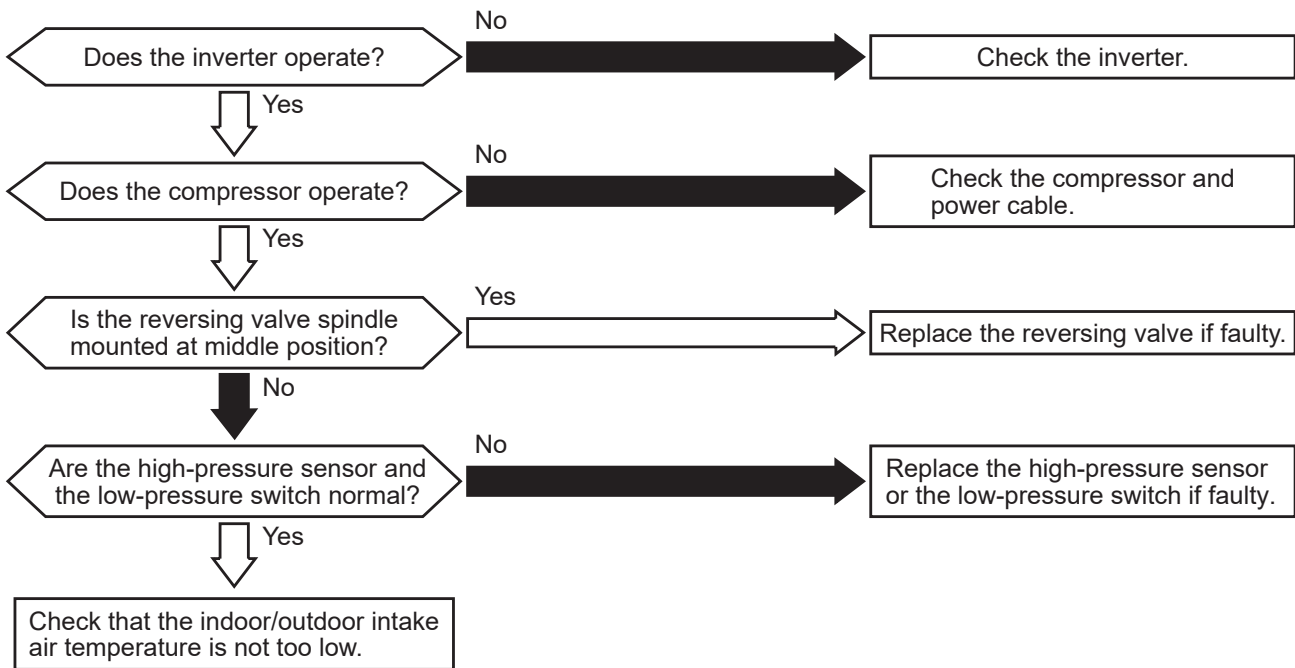 No
Does the inverter operate?
Check the inverter.
Yes
No
Does the compressor operate?
Check the compressor and
power cable.
Yes
Yes
Is the reversing valve spindle
mounted at middle position?
Replace the reversing valve if faulty.
No
No
Are the high-pressure sensor and
the low-pressure switch normal?
Replace the high-pressure sensor
or the low-pressure switch if faulty.
Yes
Check that the indoor/outdoor intake
air temperature is not too low.